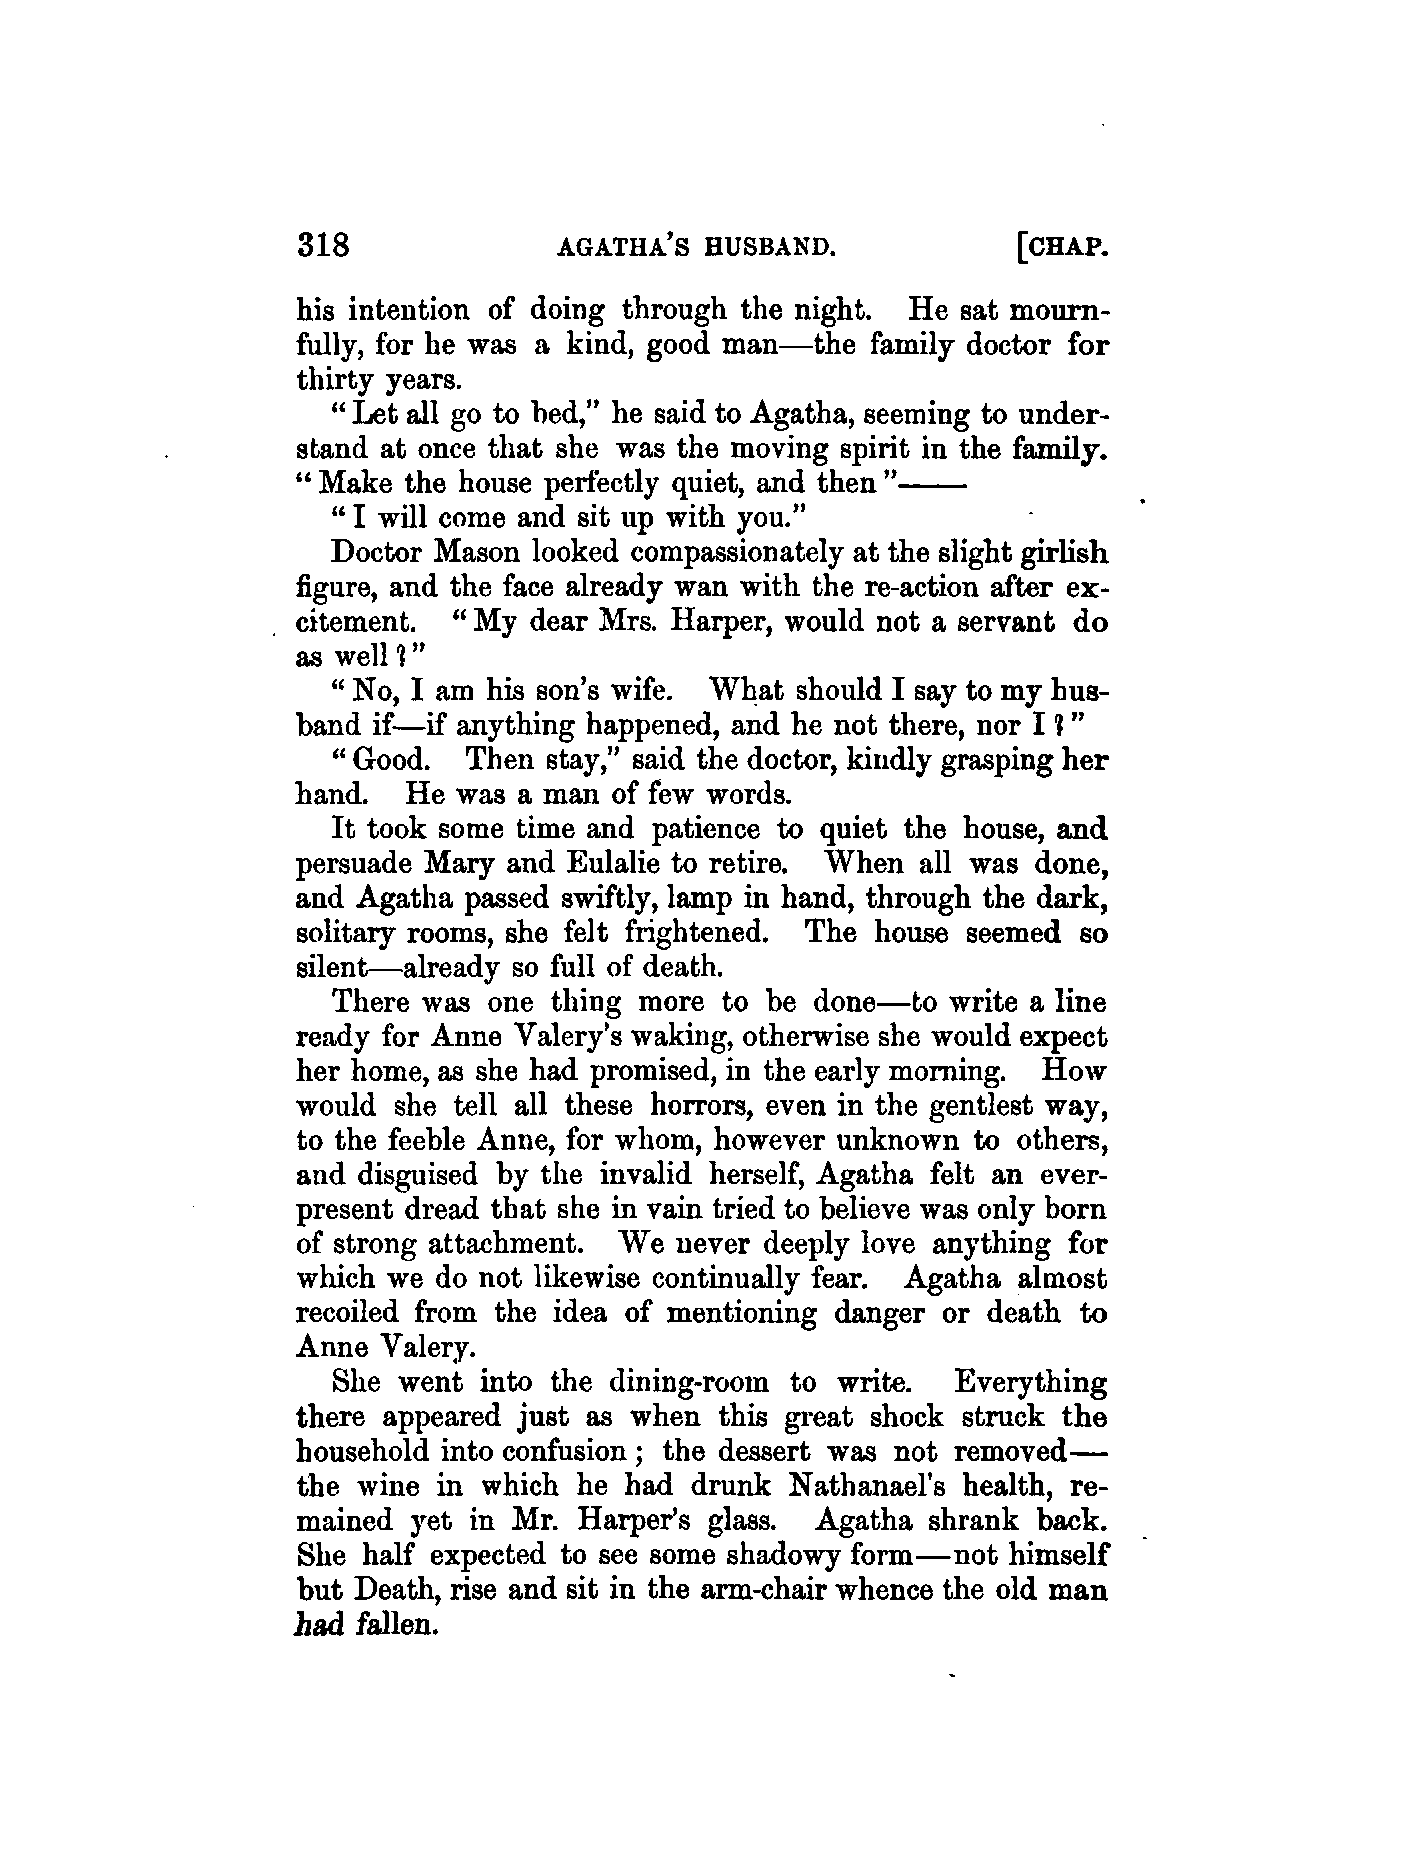 318 AGATHA'S HUSBAND. [CHAP.
his intention of doing through the night. He sat mourn-
fully, for he was a kind, good man—the family doctor for
thirty years.
"Let all go to bed," he said to Agatha, seeming to under-
stand at once that she was the moving spirit in the family.
"Make the house perfectly quiet, and then"——
"I will come and sit up with you."
Doctor Mason looked compassionately at the slight girlish
figure, and the face already wan with the re-action after ex-
citement. "My dear Mrs. Harper, would not a servant do
as well?"
"No, I am his son's wife. What should I say to my hus-
band if—if anything happened, and he not there, nor I?"
"Good. Then stay," said the doctor, kindly grasping her
hand. He was a man of few words.
It took some time and patience to quiet the house, and
persuade Mary and Eulalie to retire. When all was done,
and Agatha passed swiftly, lamp in hand, through the dark,
solitary rooms, she felt frightened. The house seemed so
silent—already so full of death.
There was one thing more to be done—to write a line
ready for Anne Valery's waking, otherwise she would expect
her home, as she had promised, in the early morning. How
would she tell all these horrors, even in the gentlest way,
to the feeble Anne, for whom, however unknown to others,
and disguised by the invalid herself, Agatha felt an ever-
present dread that she in vain tried to believe was only born
of strong attachment. We never deeply love anything for
which we do not likewise continually fear. Agatha almost
recoiled from the idea of mentioning danger or death to
Anne Valery.
She went into the dining-room to write. Everything
there appeared just as when this great shock struck the
household into confusion; the dessert was not removed—
the wine in which he had drunk Nathanael's health, re-
mained yet in Mr. Harper's glass. Agatha shrank back.
She half expected to see some shadowy form—not himself
but Death, rise and sit in the arm-chair whence the old man
had fallen.